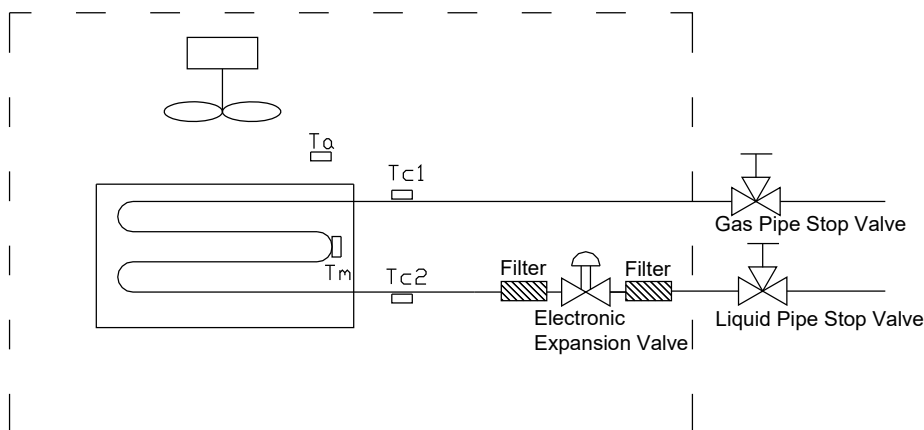 Ta
Tc1
Gas Pipe Stop Valve
Tm
Tc2
Filter
Filter
Electronic
Expansion Valve
Liquid Pipe Stop Valve